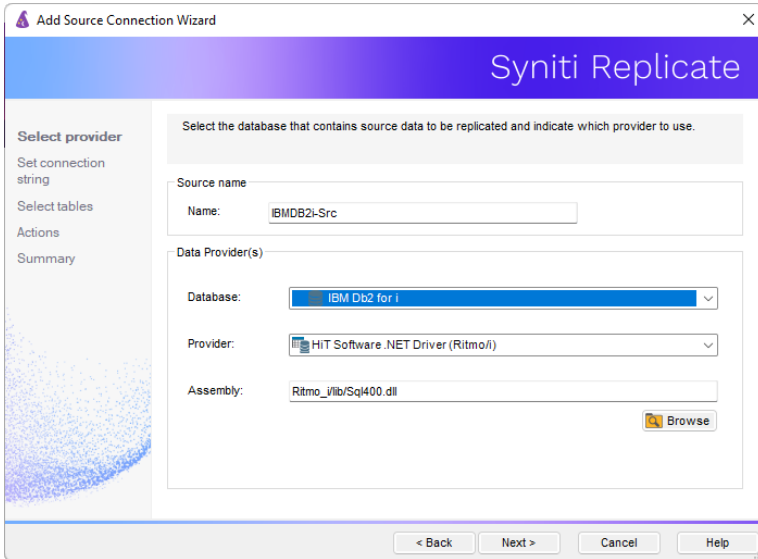 Add Source Connection Wizard
Syniti Replicate
Select provider
Set connection
string
Select tables
Actions
Summary
Select the database that contains source data to be replicated and indicate which provider to use.
Source name
Name: IBMDB2i-Src
Data Provider(s)
Database: IBM Db2 for i
Provider: HiT Software .NET Driver (Ritmo/i)
Assembly: Ritmo_i/lib/Sql400.dll
Browse
< Back Next > Cancel Help